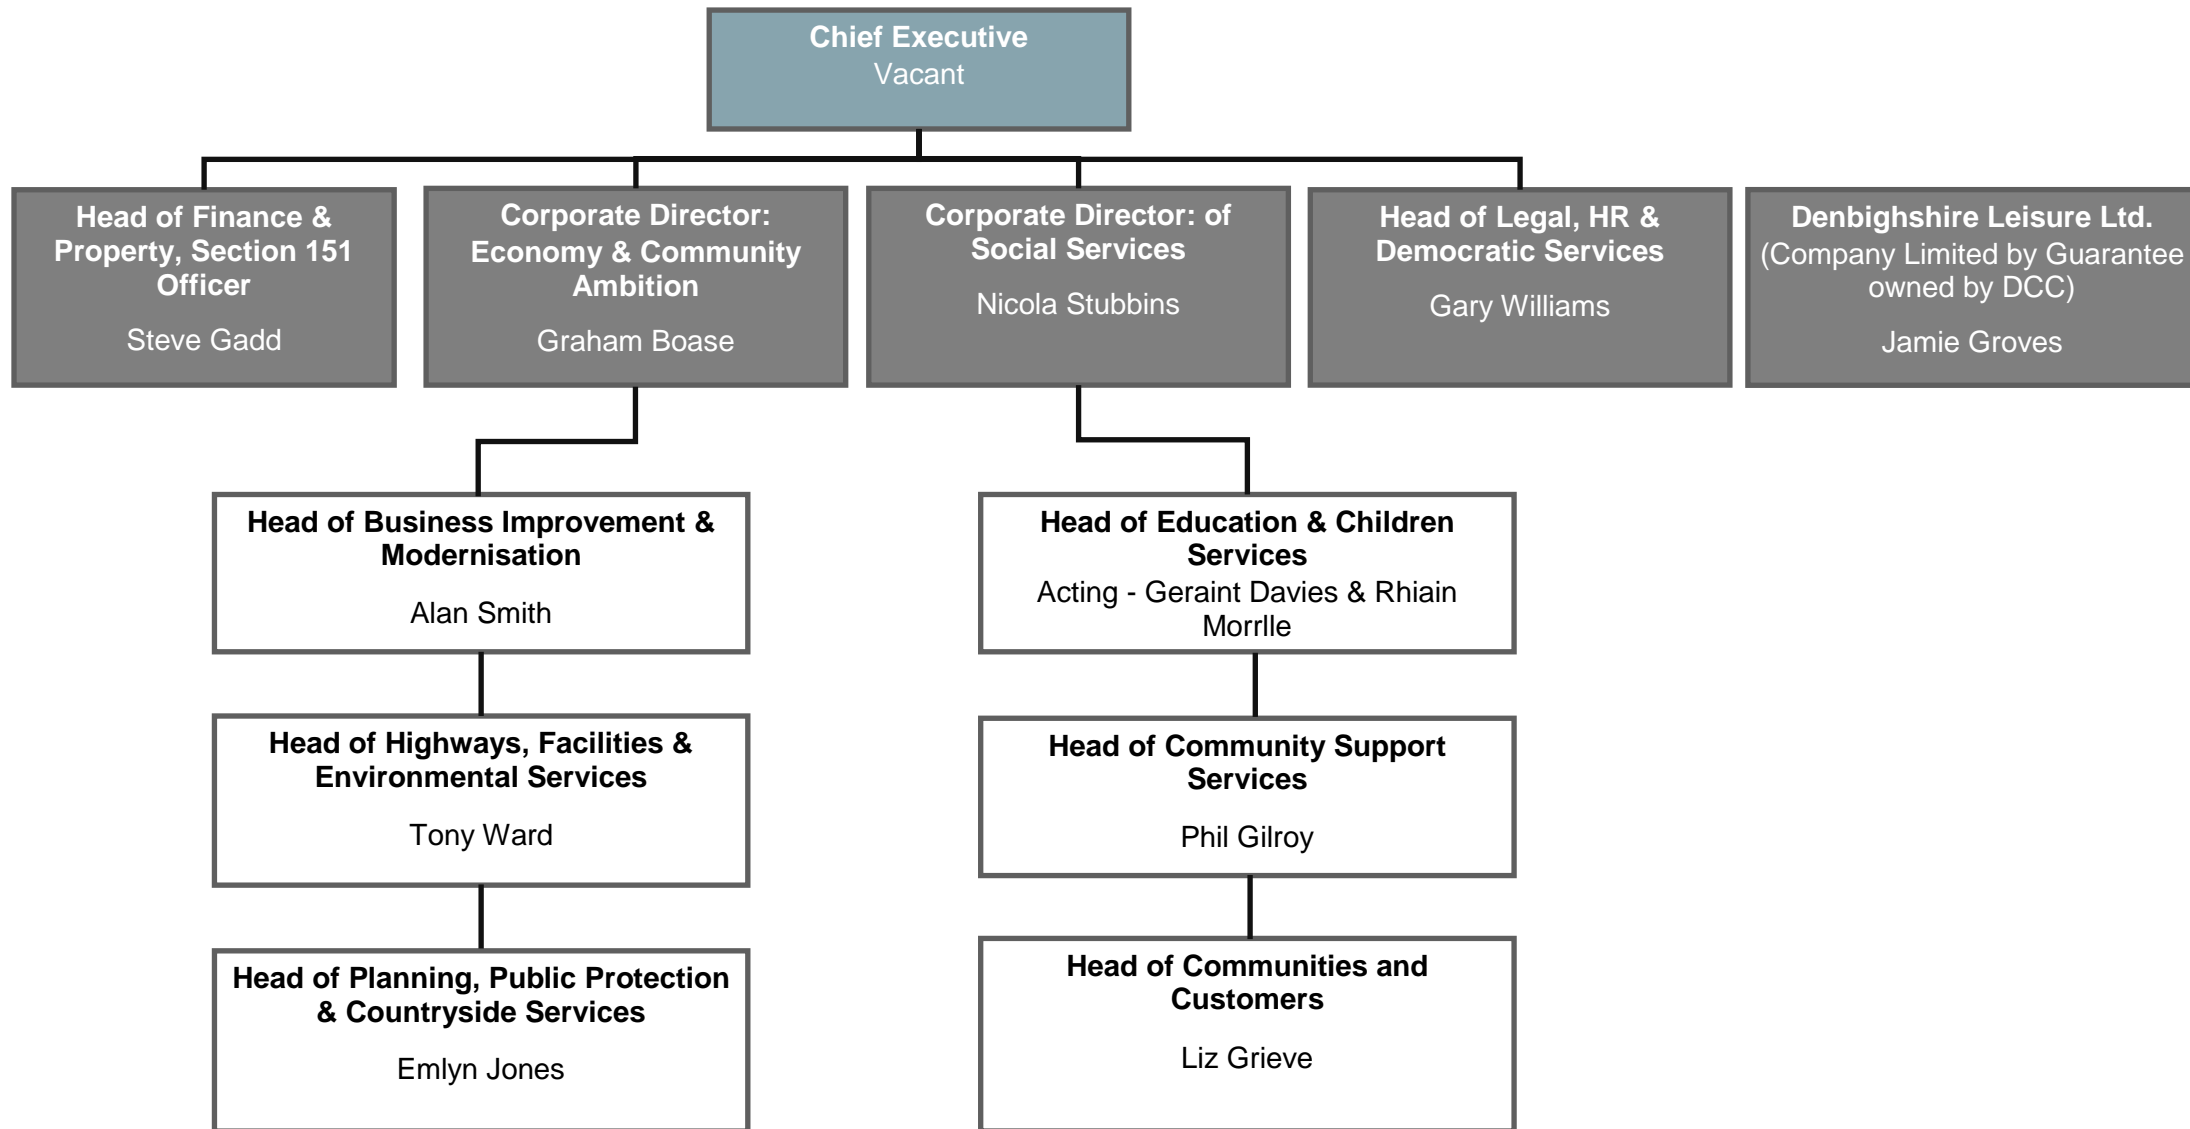 Chief Executive
Vacant
Head of Finance &
Property, Section 151
Officer
Steve Gadd
Corporate Director:
Economy & Community
Ambition
Graham Boase
Corporate Director: of
Social Services
Nicola Stubbins
Head of Legal, HR &
Democratic Services
Gary Williams
Denbighshire Leisure Ltd.
(Company Limited by Guarantee
owned by DCC)
Jamie Groves
Head of Business Improvement &
Modernisation
Alan Smith
Head of Highways, Facilities &
Environmental Services
Tony Ward
Head of Planning, Public Protection
& Countryside Services
Emlyn Jones
Head of Education & Children
Services
Acting - Geraint Davies & Rhiain
Morrlle
Head of Community Support
Services
Phil Gilroy
Head of Communities and
Customers
Liz Grieve